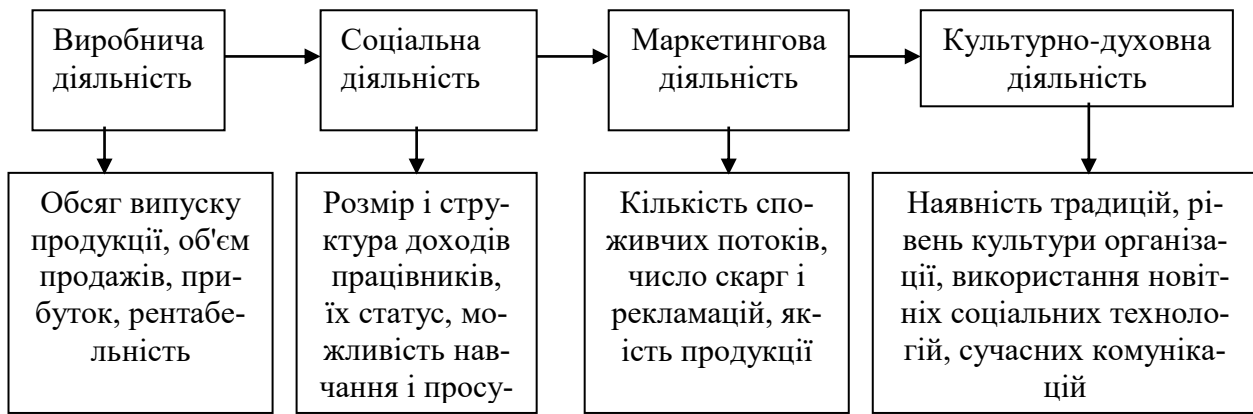 Виробнича
діяльність
Соціальна
діяльність
Маркетингова
діяльність
Культурно-духовна
діяльність
Обсяг випуску
продукції, об'єм
продажів, при-
буток, рентабе-
льність
Розмір і стру-
ктура доходів
працівників,
їх статус, мо-
жливість нав-
чання і просу-
Кількість спо-
живчих потоків,
число скарг і
рекламацій, як-
ість продукції
Наявність традицій, рі-
вень культури організа-
ції, використання новіт-
ніх соціальних техноло-
гій, сучасних комуніка-
цій